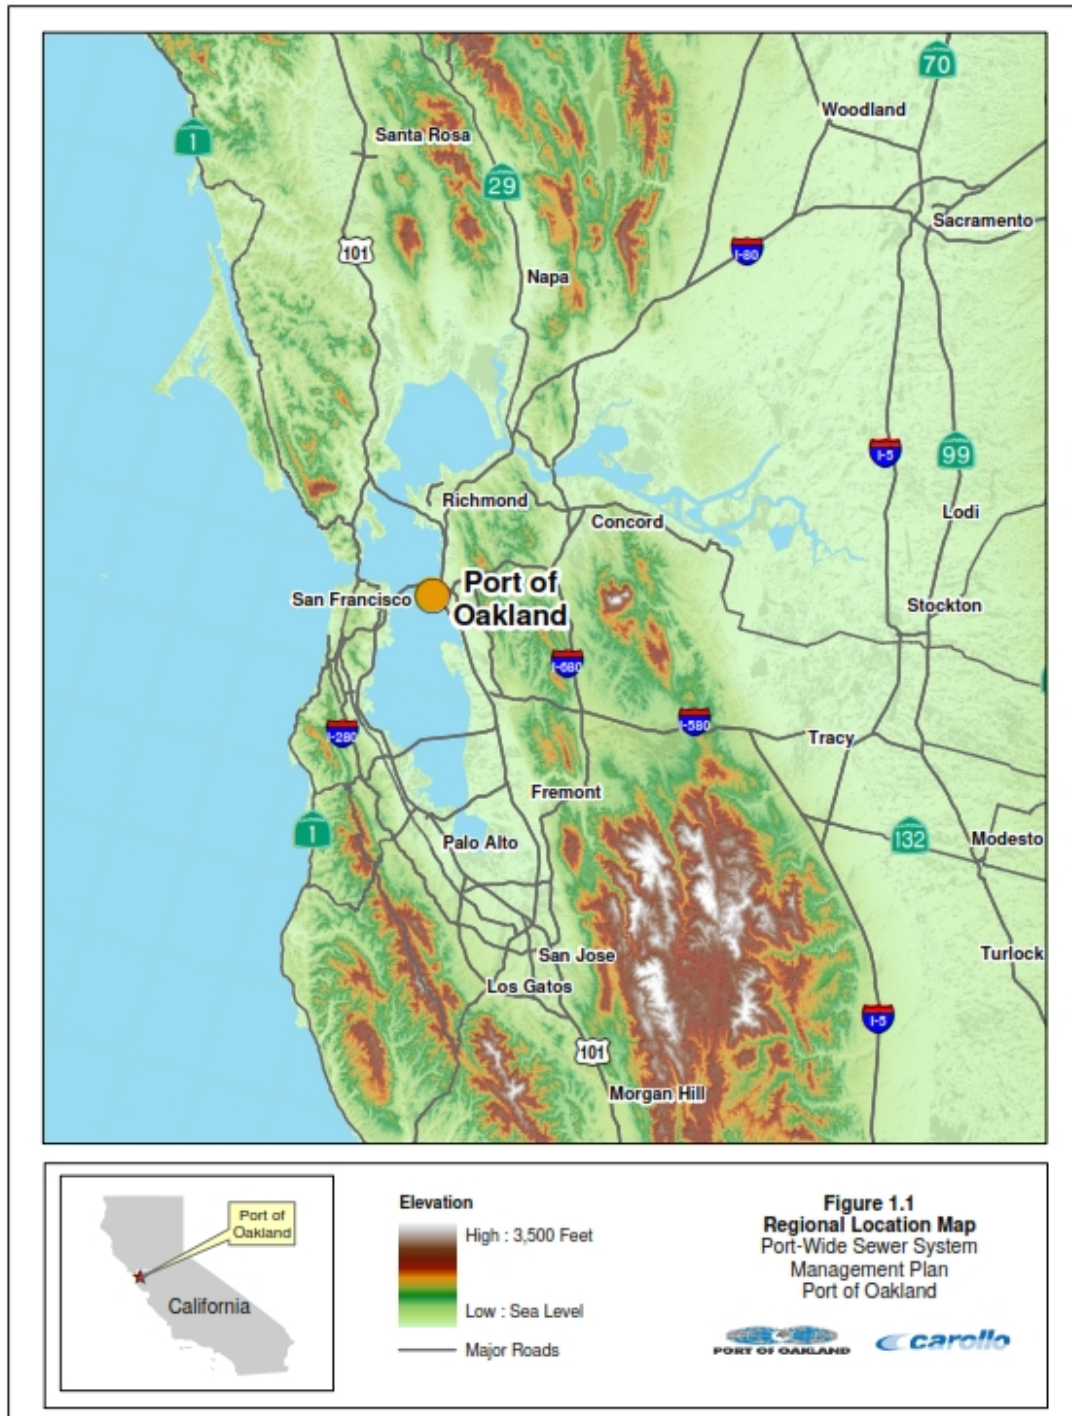 70
Woodland
1
Santa Rosa
29
Sacramento
101
I-80
Napa
I-5
99
Richmond
Lodi
Concord
Port of
Oakland
San Francisco
Stockton
I-680
I-280
I-580
Tracy
Fremont
1
132
Modesto
Palo Alto
Turlock
San Jose
Los Gatos
I-5
101
Morgan Hill
Port of
Oakland
California
Elevation
High : 3,500 Feet
Low : Sea Level
Major Roads
Figure 1.1
Regional Location Map
Port-Wide Sewer System
Management Plan
Port of Oakland
PORT OF OAKLAND
carollo